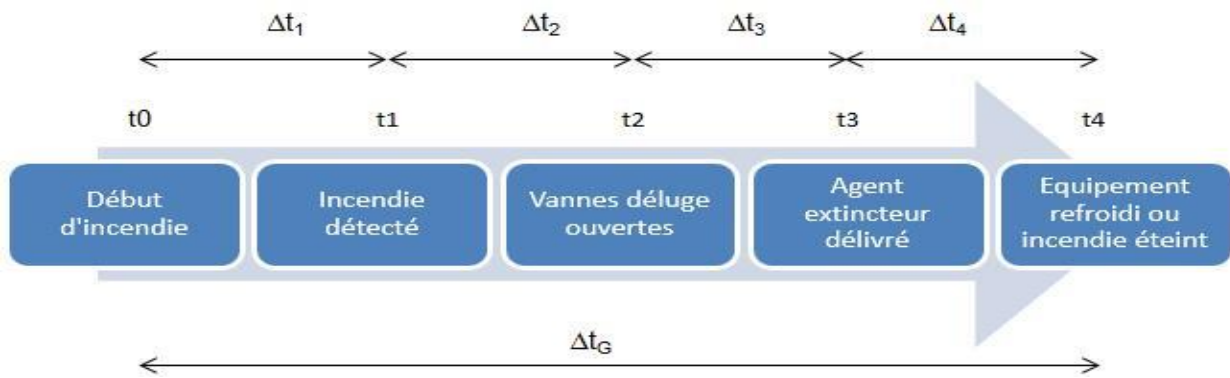 Δt₁ Δt₂ Δt₃ Δt₄
t0 t1 t2 t3 t4
Début
d'incendie
Incendie
détecté
Vannes déluge
ouvertes
Agent
extincteur
délivré
Equipement
refroidi ou
incendie éteint
Δt_G